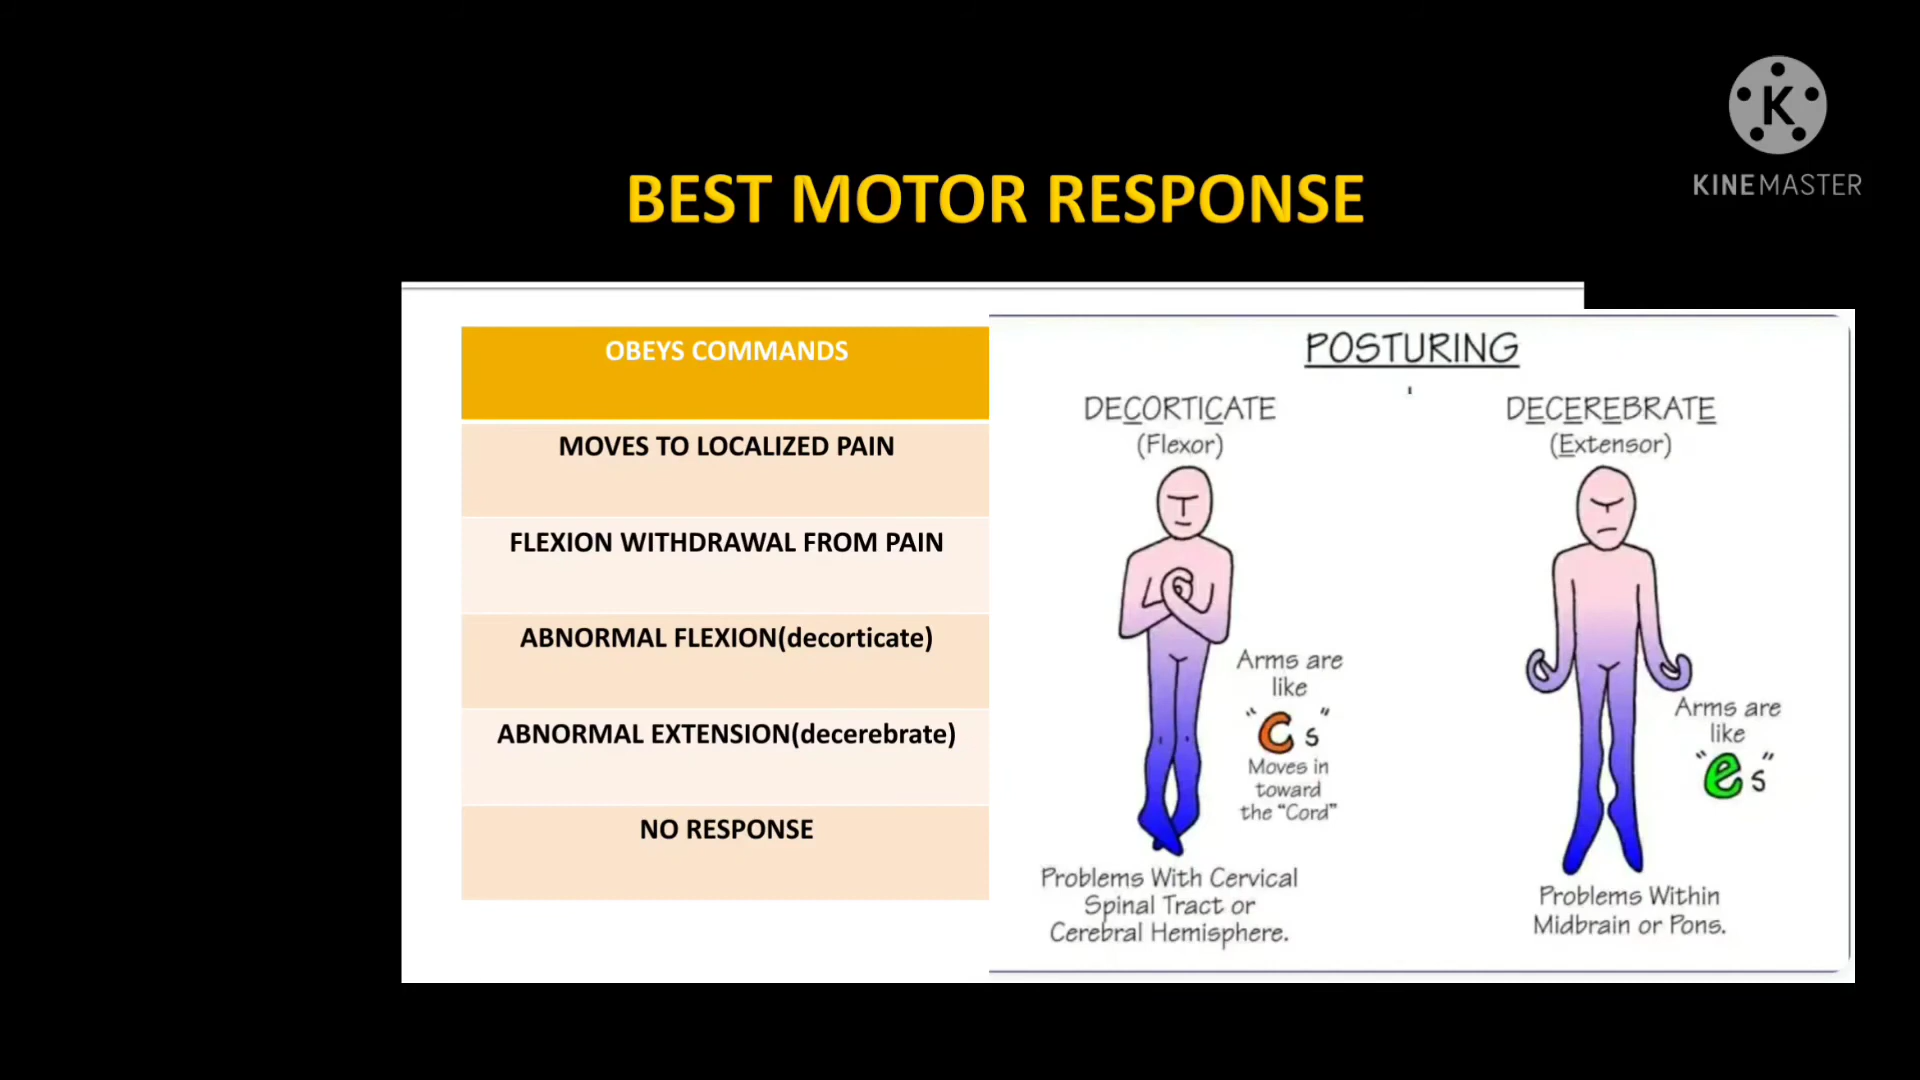 K
KINEMASTER
BEST MOTOR RESPONSE
OBEYS COMMANDS
MOVES TO LOCALIZED PAIN
FLEXION WITHDRAWAL FROM PAIN
ABNORMAL FLEXION(decorticate)
ABNORMAL EXTENSION(decerebrate)
NO RESPONSE
POSTURING
DECORTICATE
(Flexor)
Arms are
like
"Cs"
Moves in
toward
the "Cord"
Problems With Cervical
Spinal Tract or
Cerebral Hemisphere.
DECEREBRATE
(Extensor)
Arms are
like
"es"
Problems Within
Midbrain or Pons.